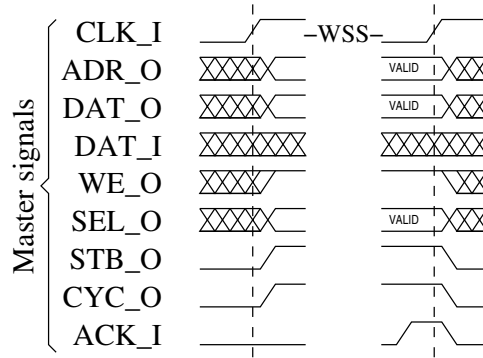 Master signals
CLK_I
–WSS–
ADR_O
VALID
DAT_O
VALID
DAT_I
WE_O
SEL_O
VALID
STB_O
CYC_O
ACK_I